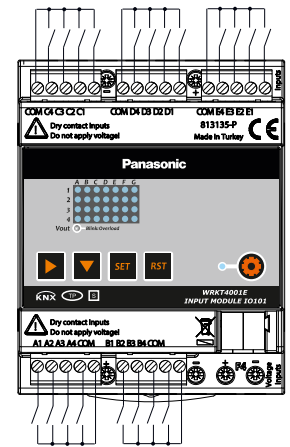 Inputs
COM C4 C3 C2 C1 COM D4 D3 D2 D1 COM E4 E3 E2 E1
Dry contact Inputs
Do not apply voltage!
813135-P
Made in Turkey
CE
Panasonic
A B C D E F G
1
2
3
4
Vout Blink: Overload
SET RST
KNX TP B
WRKT4001E
INPUT MODULE IO101
Dry contact Inputs
Do not apply voltage!
A1 A2 A3 A4 COM B1 B2 B3 B4 COM
Voltage
Inputs